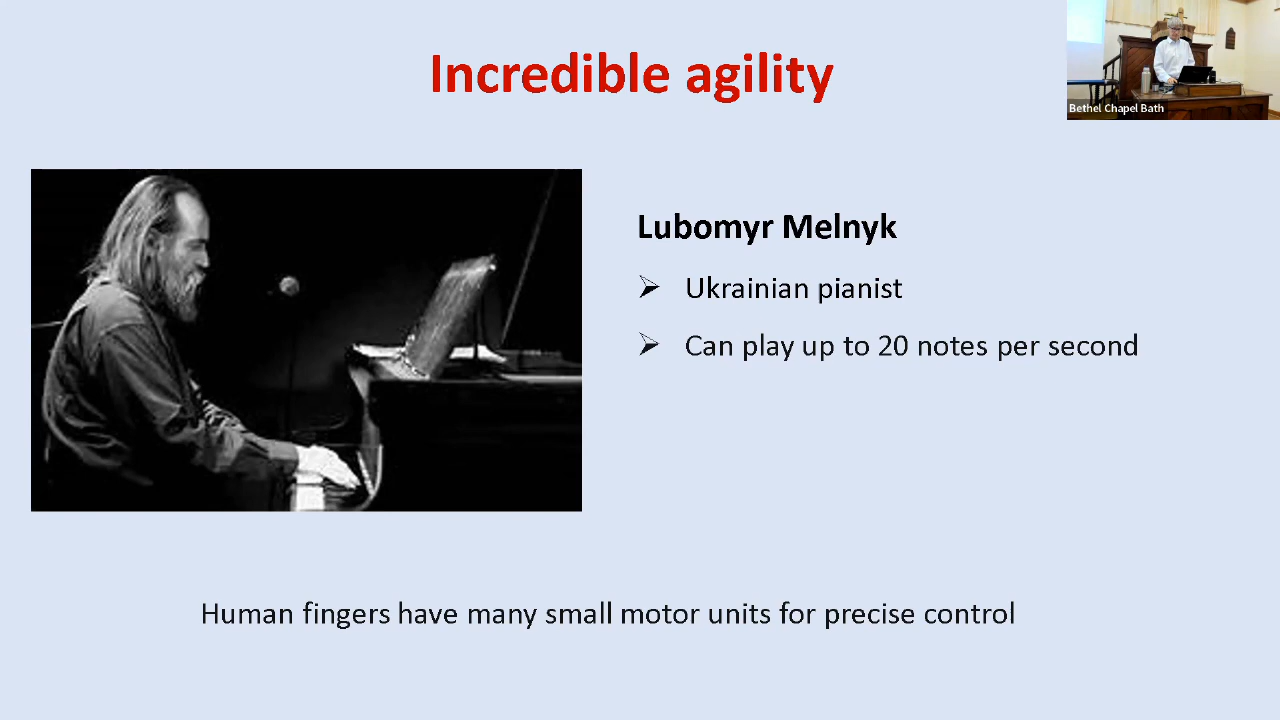 Incredible agility
Bethel Chapel Bath
Lubomyr Melnyk
➢ Ukrainian pianist
➢ Can play up to 20 notes per second
Human fingers have many small motor units for precise control